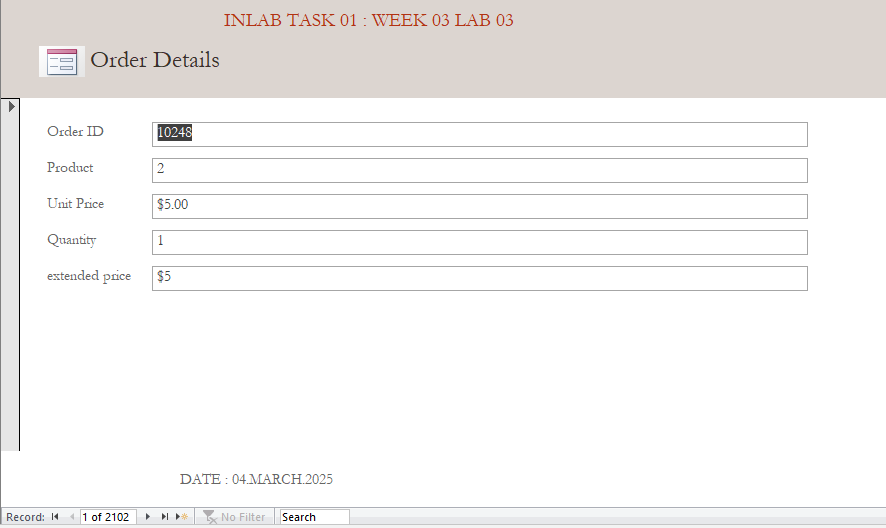 INLAB TASK 01 : WEEK 03 LAB 03
Order Details
Order ID 10248
Product 2
Unit Price $5.00
Quantity 1
extended price $5
DATE : 04.MARCH.2025
Record: 1 of 2102 No Filter Search